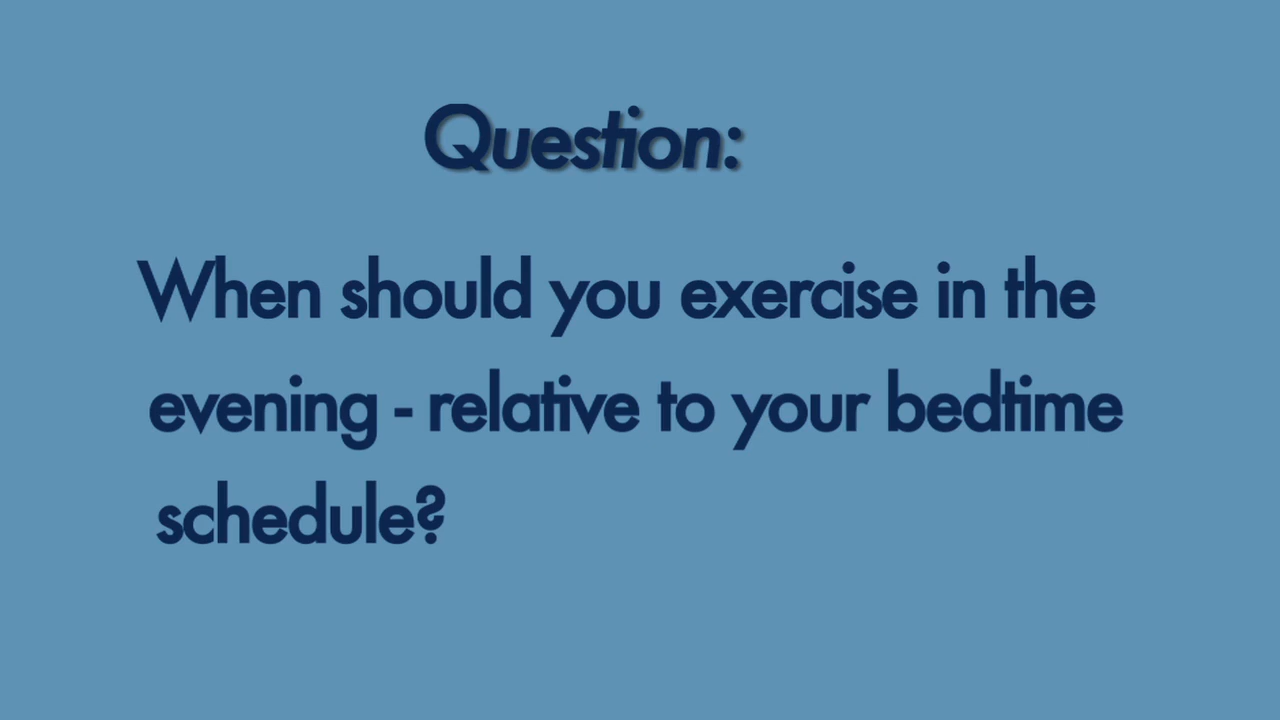 Question:
When should you exercise in the
evening - relative to your bedtime
schedule?